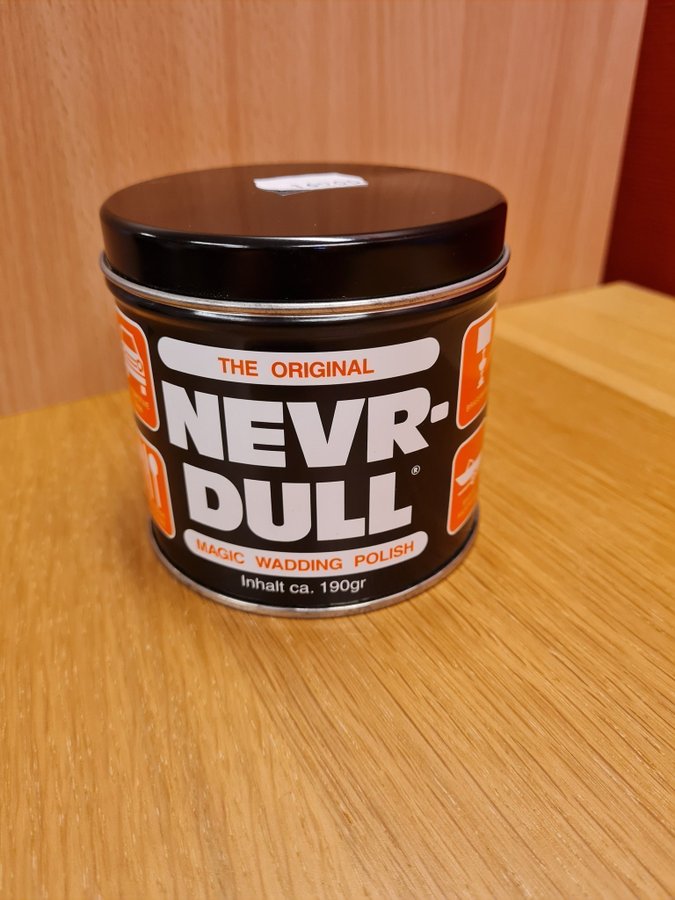 THE ORIGINAL
NEVR-
DULL®
MAGIC WADDING POLISH
Inhalt ca. 190gr